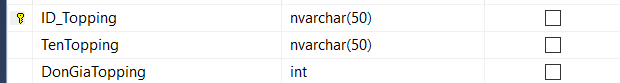 ID_Topping nvarchar(50)
TenTopping nvarchar(50)
DonGiaTopping int